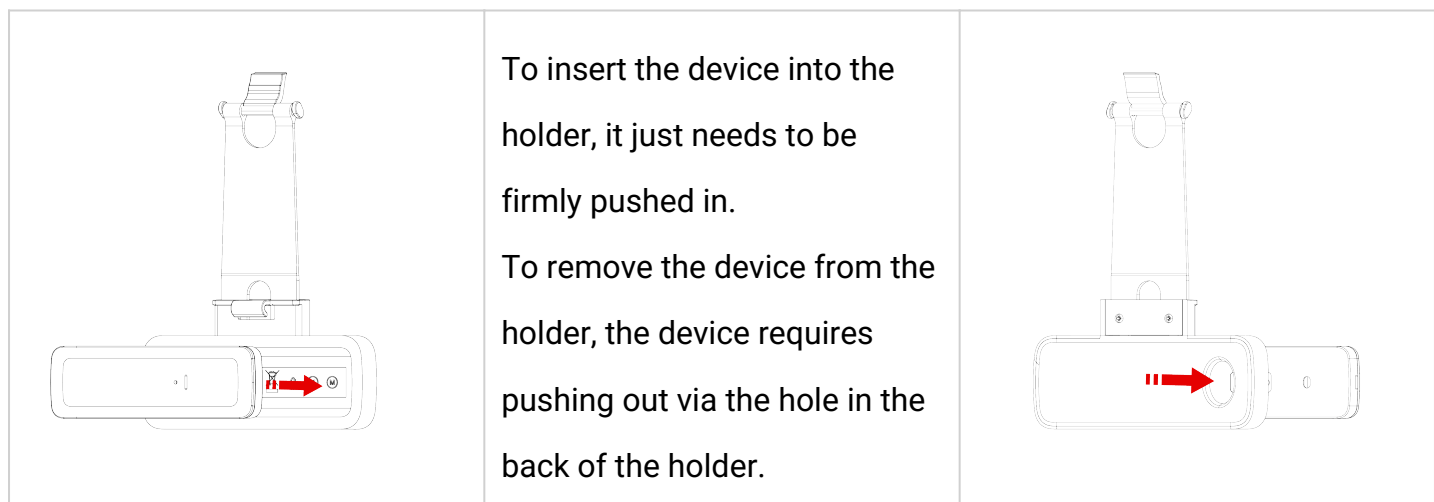 To insert the device into the
holder, it just needs to be
firmly pushed in.
To remove the device from the
holder, the device requires
pushing out via the hole in the
back of the holder.
M